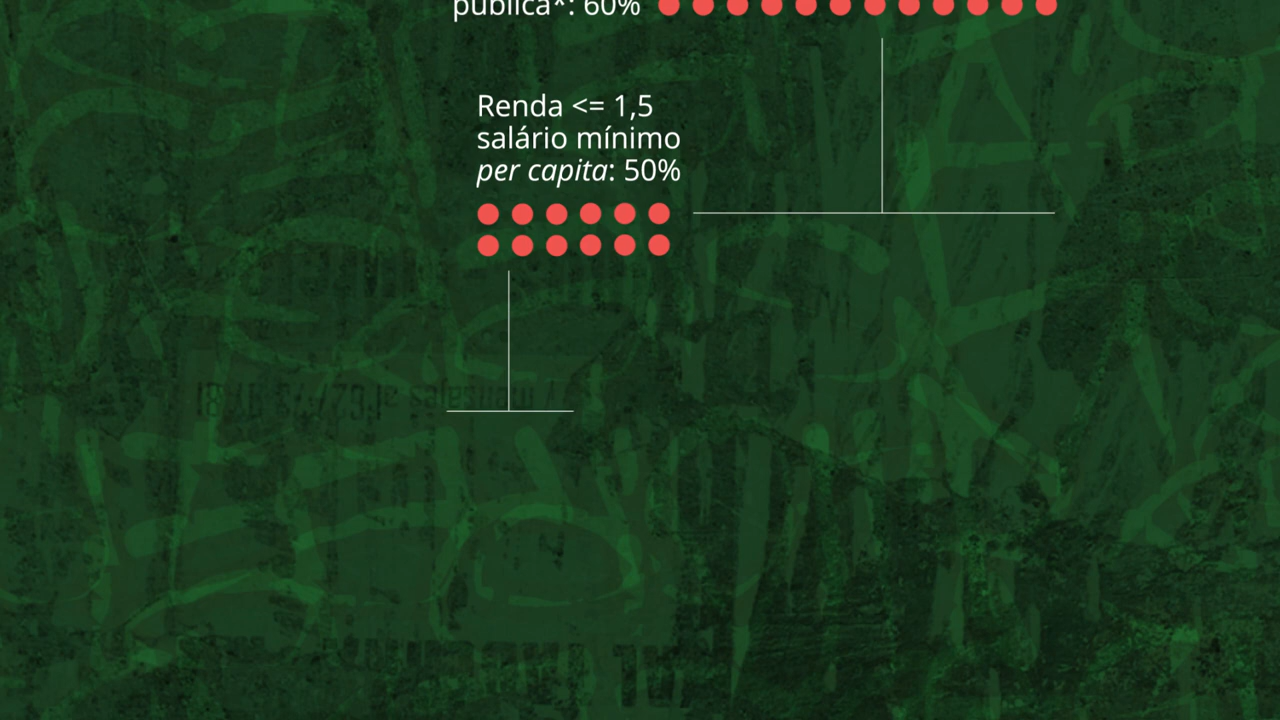 pública*: 60%
Renda <= 1,5
salário mínimo
per capita: 50%